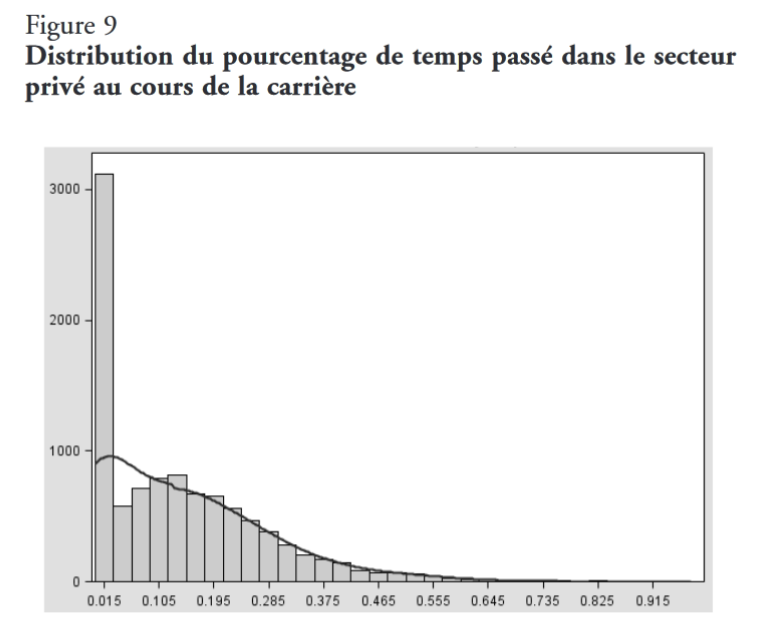 Figure 9
Distribution du pourcentage de temps passé dans le secteur
privé au cours de la carrière
3000
2000
1000
0
0.015 0.105 0.195 0.285 0.375 0.465 0.555 0.645 0.735 0.825 0.915